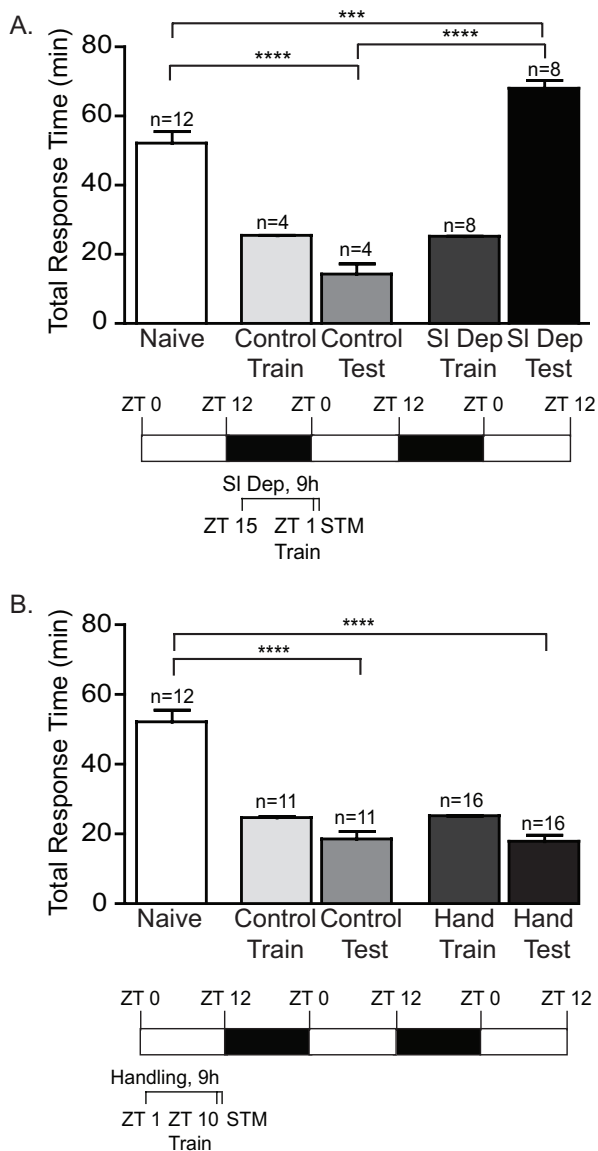 A.
***
****
****
Total Response Time (min)
80
60
40
20
0
n=12
n=4
n=4
n=8
n=8
Naive
Control Control
Train
Test
Sl Dep Sl Dep
Train
Test
ZT 0 ZT 12 ZT 0 ZT 12 ZT 0 ZT 12
Sl Dep, 9h
ZT 15 ZT 1 STM
Train
B.
****
****
Total Response Time (min)
80
60
40
20
0
n=12
n=11
n=11
n=16
n=16
Naive
Control Control
Train
Test
Hand Hand
Train
Test
ZT 0 ZT 12 ZT 0 ZT 12 ZT 0 ZT 12
Handling, 9h
ZT 1 ZT 10 STM
Train